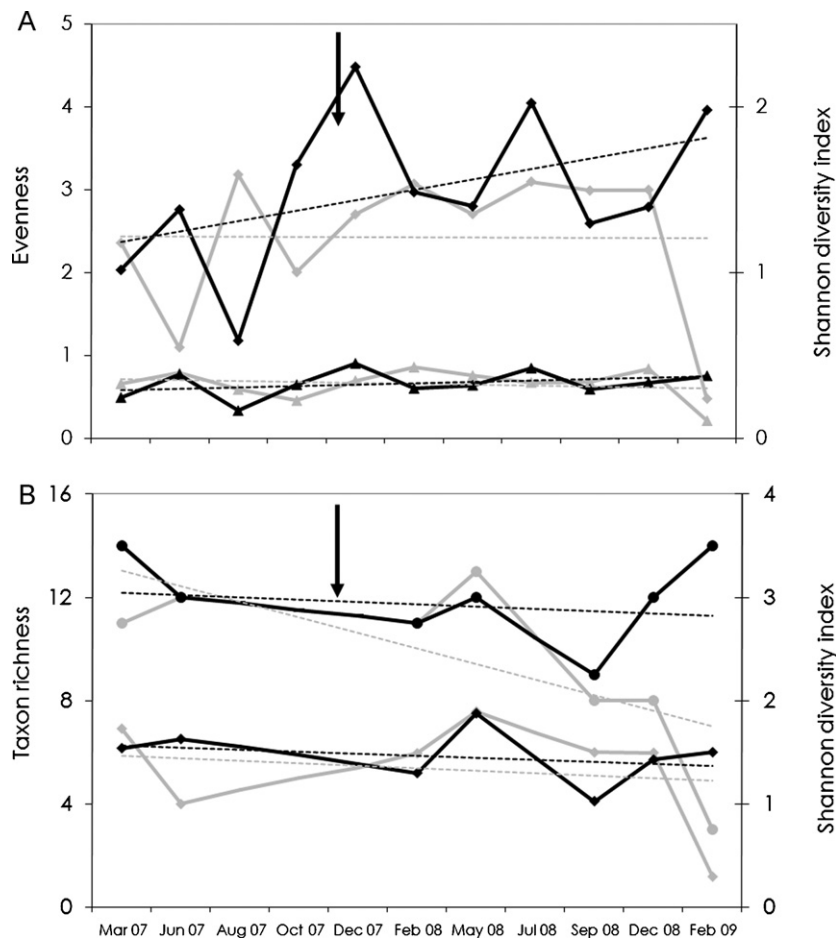 A
5
4
3
2
1
0
Evenness
2
1
0
Shannon diversity index
B
16
12
8
4
0
Taxon richness
4
3
2
1
0
Shannon diversity index
Mar 07 Jun 07 Aug 07 Oct 07 Dec 07 Feb 08 May 08 Jul 08 Sep 08 Dec 08 Feb 09